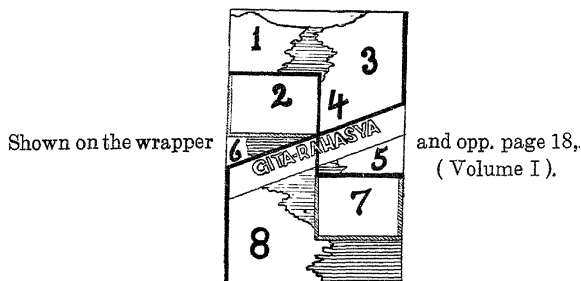 1
3
2
4
Shown on the wrapper
6
GITA-RAHASYA
and opp. page 18,.
5
(Volume I).
7
8